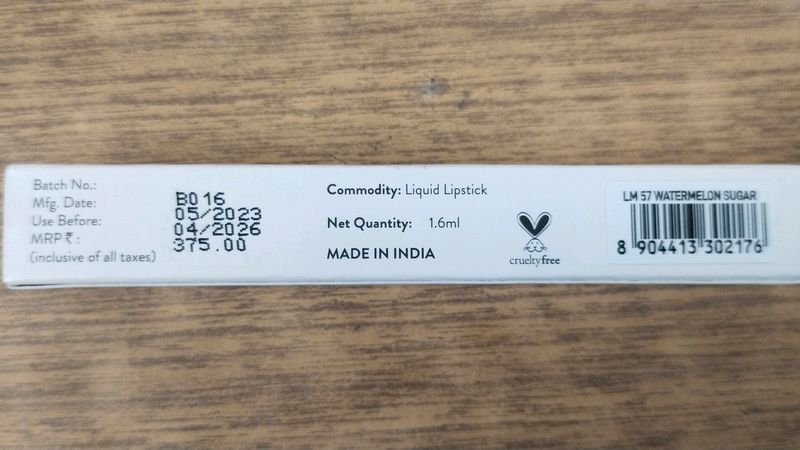 Batch No.: B016
Mfg. Date: 05/2023
Use Before: 04/2026
MRP ₹ : 375.00
(inclusive of all taxes)
Commodity: Liquid Lipstick
Net Quantity: 1.6ml
MADE IN INDIA
crueltyfree
LM 57 WATERMELON SUGAR
8 904413 302176